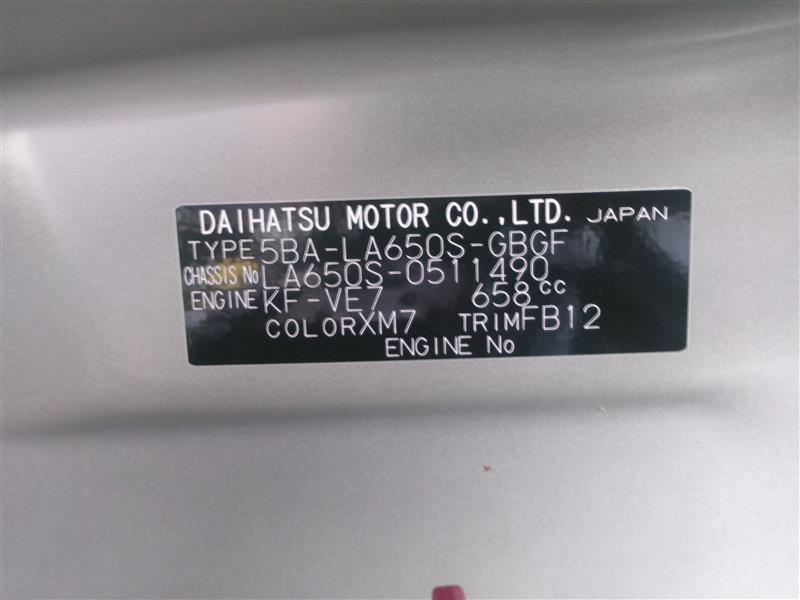 DAIHATSU MOTOR CO.,LTD. JAPAN
TYPE 5BA-LA650S-GBGF
CHASSIS No LA650S-0511490
ENGINE KF-VE7 658cc
COLOR XM7 TRIM FB12
ENGINE No